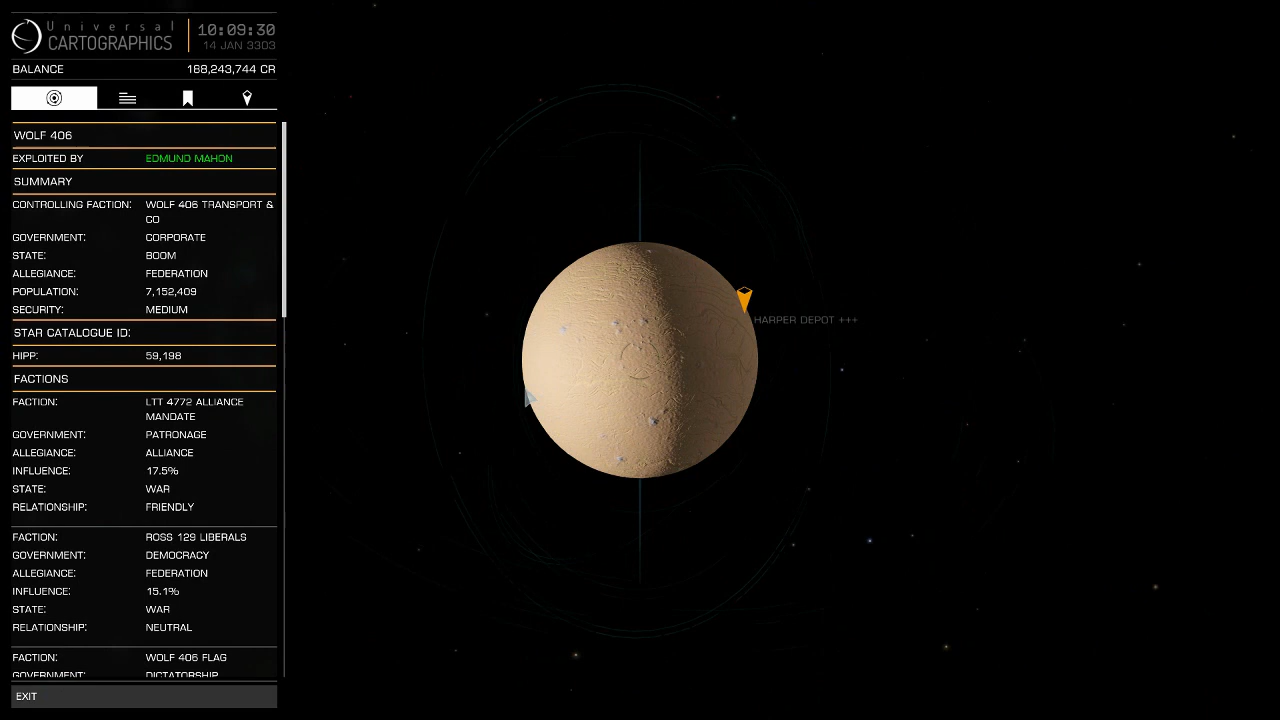 Universal
CARTOGRAPHICS
10:09:30
14 JAN 3303
BALANCE 188,243,744 CR
WOLF 406
EXPLOITED BY EDMUND MAHON
SUMMARY
CONTROLLING FACTION: WOLF 406 TRANSPORT &
CO
GOVERNMENT: CORPORATE
STATE: BOOM
ALLEGIANCE: FEDERATION
POPULATION: 7,152,409
SECURITY: MEDIUM
STAR CATALOGUE ID:
HIPP: 59,198
FACTIONS
FACTION: LTT 4772 ALLIANCE
MANDATE
GOVERNMENT: PATRONAGE
ALLEGIANCE: ALLIANCE
INFLUENCE: 17.5%
STATE: WAR
RELATIONSHIP: FRIENDLY
FACTION: ROSS 129 LIBERALS
GOVERNMENT: DEMOCRACY
ALLEGIANCE: FEDERATION
INFLUENCE: 15.1%
STATE: WAR
RELATIONSHIP: NEUTRAL
FACTION: WOLF 406 FLAG
GOVERNMENT: DICTATORSHIP
EXIT
HARPER DEPOT +++